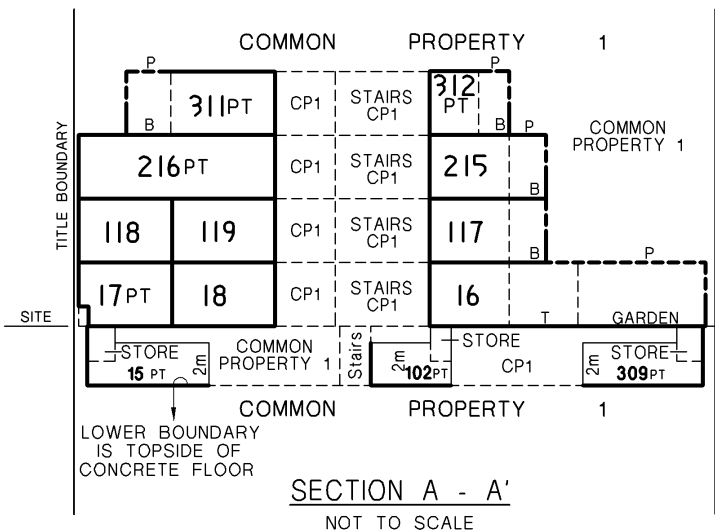 COMMON PROPERTY 1
P P
311PT CP1 STAIRS CP1 312 PT
B B P
COMMON PROPERTY 1
TITLE BOUNDARY
216PT CP1 STAIRS CP1 215
B
118 119 CP1 STAIRS CP1 117
B P
17PT 18 CP1 STAIRS CP1 16
SITE T GARDEN
STORE COMMON PROPERTY 1 Stairs STORE STORE
15 PT 2m 2m 102PT CP1 2m 309PT
COMMON PROPERTY 1
LOWER BOUNDARY
IS TOPSIDE OF
CONCRETE FLOOR
SECTION A - A'
NOT TO SCALE